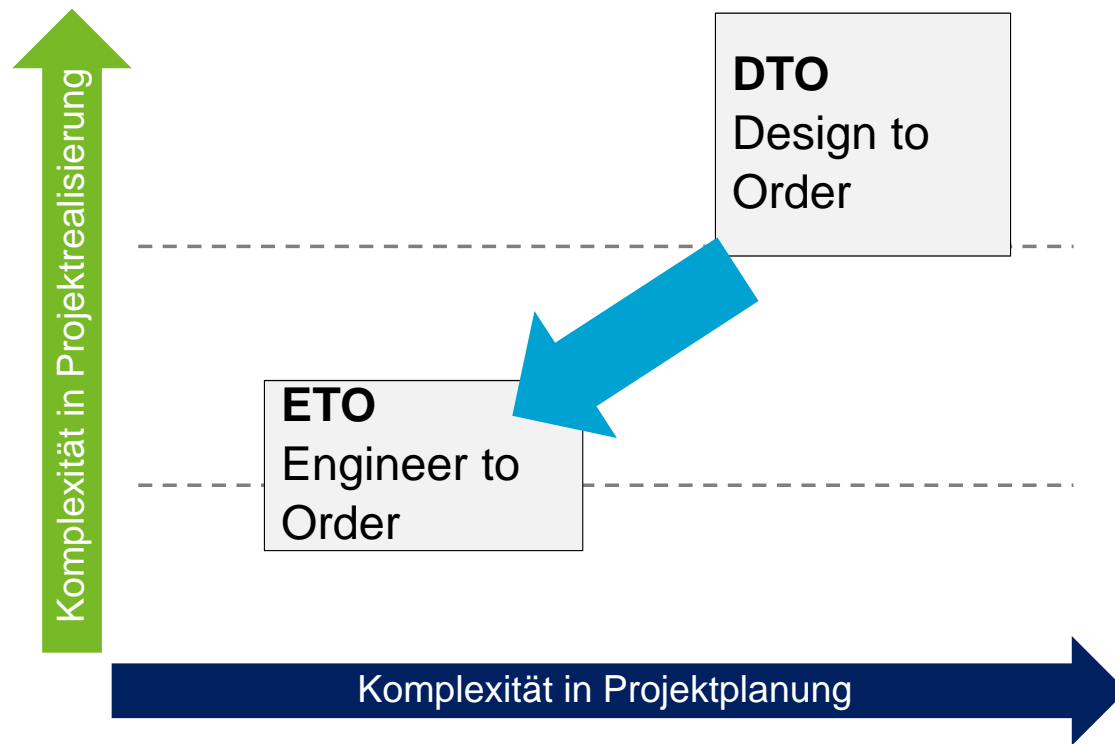 Komplexität in Projektrealisierung
DTO
Design to
Order
ETO
Engineer to
Order
Komplexität in Projektplanung